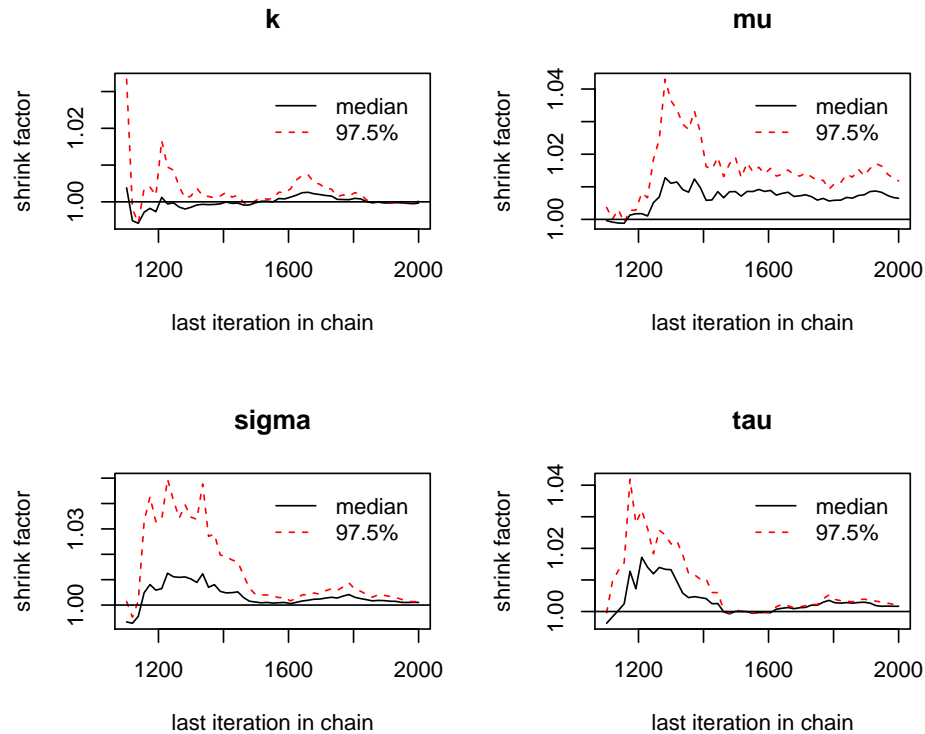 k
shrink factor
1.00
1.02
median
97.5%
1200
1600
2000
last iteration in chain
mu
shrink factor
1.00
1.02
1.04
median
97.5%
1200
1600
2000
last iteration in chain
sigma
shrink factor
1.00
1.03
median
97.5%
1200
1600
2000
last iteration in chain
tau
shrink factor
1.00
1.02
1.04
median
97.5%
1200
1600
2000
last iteration in chain